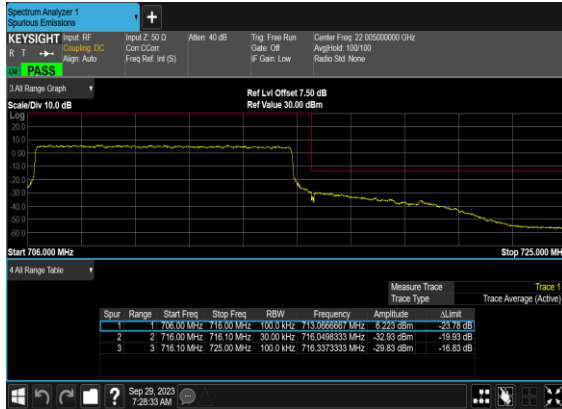 Spectrum Analyzer 1
Spurious Emissions
KEYSIGHT Input: RF Input Z: 50 Ω Atten: 40 dB Trig: Free Run Center Freq: 22.005000000 GHz
R T Coupling: DC Corr CCorr Gate: Off Avg|Hold: 100/100
Align: Auto Freq Ref: Int (S) IF Gain: Low Radio Std: None
PASS
3 All Range Graph Ref Lvl Offset 7.50 dB
Scale/Div 10.0 dB Ref Value 30.00 dBm
Log
20.0
10.0
0.00
-10.0
-20.0
-30.0
-40.0
-50.0
-60.0
Start 706.000 MHz Stop 725.000 MH
4 All Range Table
Measure Trace Trace 1
Trace Type Trace Average (Active)
Spur Range Start Freq Stop Freq RBW Frequency Amplitude ΔLimit
1 1 706.00 MHz 716.00 MHz 100.0 kHz 713.0666667 MHz 6.223 dBm -23.78 dB
2 2 716.00 MHz 716.10 MHz 30.00 kHz 716.0498333 MHz -32.93 dBm -19.93 dB
3 3 716.10 MHz 725.00 MHz 100.0 kHz 716.3373333 MHz -29.83 dBm -16.83 dB
? Sep 29, 2023
7:28:33 AM